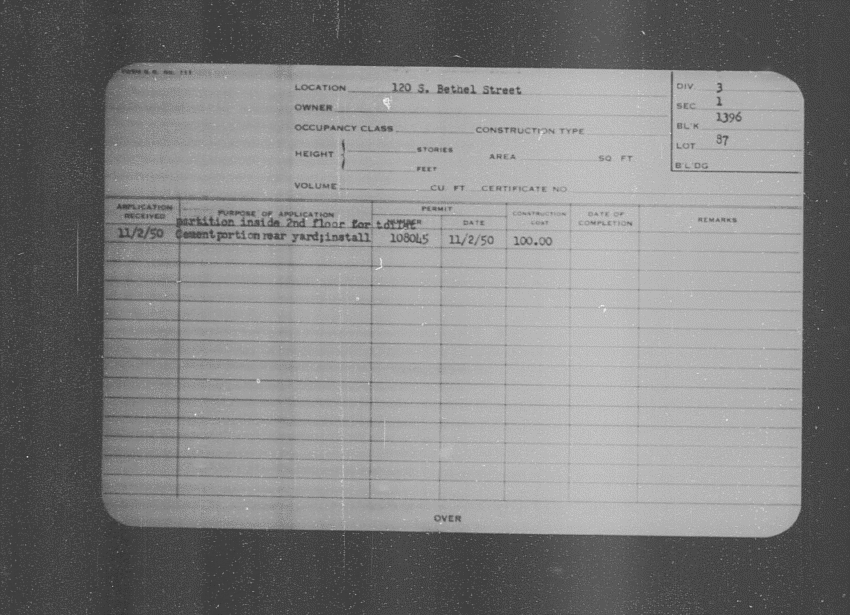 LOCATION 120 S. Bethel Street
OWNER
OCCUPANCY CLASS CONSTRUCTION TYPE
HEIGHT STORIES AREA SQ FT
FEET
VOLUME CU FT CERTIFICATE NO.
DIV. 3
SEC. 1
BL'K 1396
LOT 87
B'L'DG
APPLICATION RECEIVED PURPOSE OF APPLICATION PERMIT NUMBER DATE CONSTRUCTION COST DATE OF COMPLETION REMARKS
partition inside 2nd floor for toilet
11/2/50 Cement portion rear yard; install 108045 11/2/50 100.00
OVER